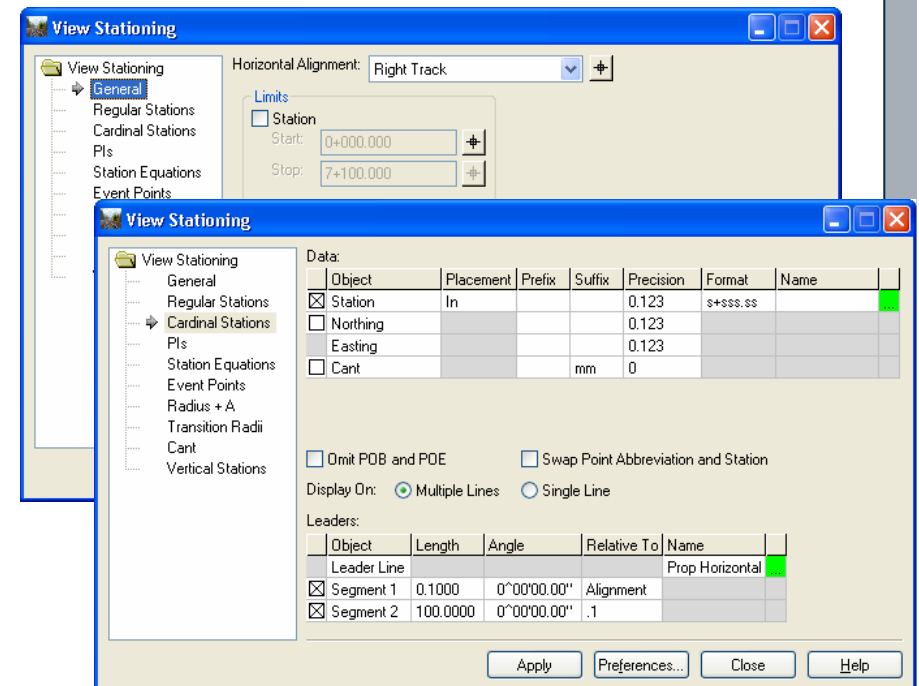 View Stationing
View Stationing
General
Regular Stations
Cardinal Stations
PIs
Station Equations
Event Points
Horizontal Alignment: Right Track
Limits
Station
Start: 0+000.000
Stop: 7+100.000
View Stationing
View Stationing
General
Regular Stations
Cardinal Stations
PIs
Station Equations
Event Points
Radius + A
Transition Radii
Cant
Vertical Stations
Data:
Object Placement Prefix Suffix Precision Format Name
Station In 0.123 s+sss.ss ...
Northing 0.123
Easting 0.123
Cant mm 0
Omit POB and POE Swap Point Abbreviation and Station
Display On: Multiple Lines Single Line
Leaders:
Object Length Angle Relative To Name
Leader Line Prop Horizontal ...
Segment 1 0.1000 0^00'00.00" Alignment
Segment 2 100.0000 0^00'00.00" .1
Apply Preferences... Close Help